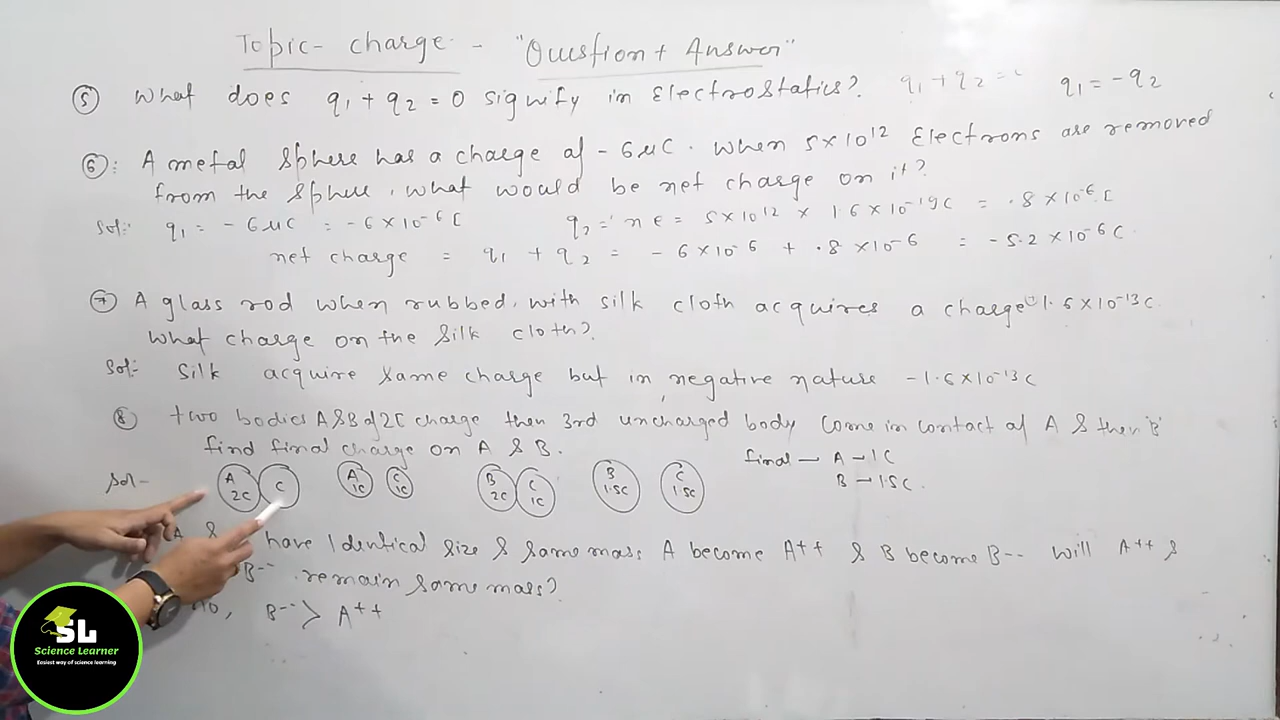 Topic - charge - "Question + Answer"
⑤ What does q₁ + q₂ = 0 signify in Electrostatics? q₁ + q₂ = q₁ = - q₂
⑥: A metal sphere has a charge of - 6 μC. When 5 × 10¹² Electrons are removed
from the sphere, what would be net charge on it?
Sol:- q₁ = - 6 μC = -6 × 10⁻⁶ C q₂ = n e = 5 × 10¹² × 1.6 × 10⁻¹⁹ C = .8 × 10⁻⁶ C
net charge = q₁ + q₂ = - 6 × 10⁻⁶ + .8 × 10⁻⁶ = - 5.2 × 10⁻⁶ C
⑦ A glass rod when rubbed with silk cloth acquires a charge 1.6 × 10⁻¹³ C.
What charge on the silk cloth?
Sol:- Silk acquire same charge but in negative nature - 1.6 × 10⁻¹³ C
⑧ two bodies A & B of 2C charge then 3rd uncharged body come in contact of A & then 'B'
find final charge on A & B.
final - A → 1C
B → 1.5C
Sol- A 2C C A 1C C 1C B 2C C 1C B 1.5C C 1.5C
A & have Identical size & same mass A become A++ & B become B-- will A++ &
B-- remain same mass?
No, B-- > A++
SL
Science Learner
Easiest way of science learning